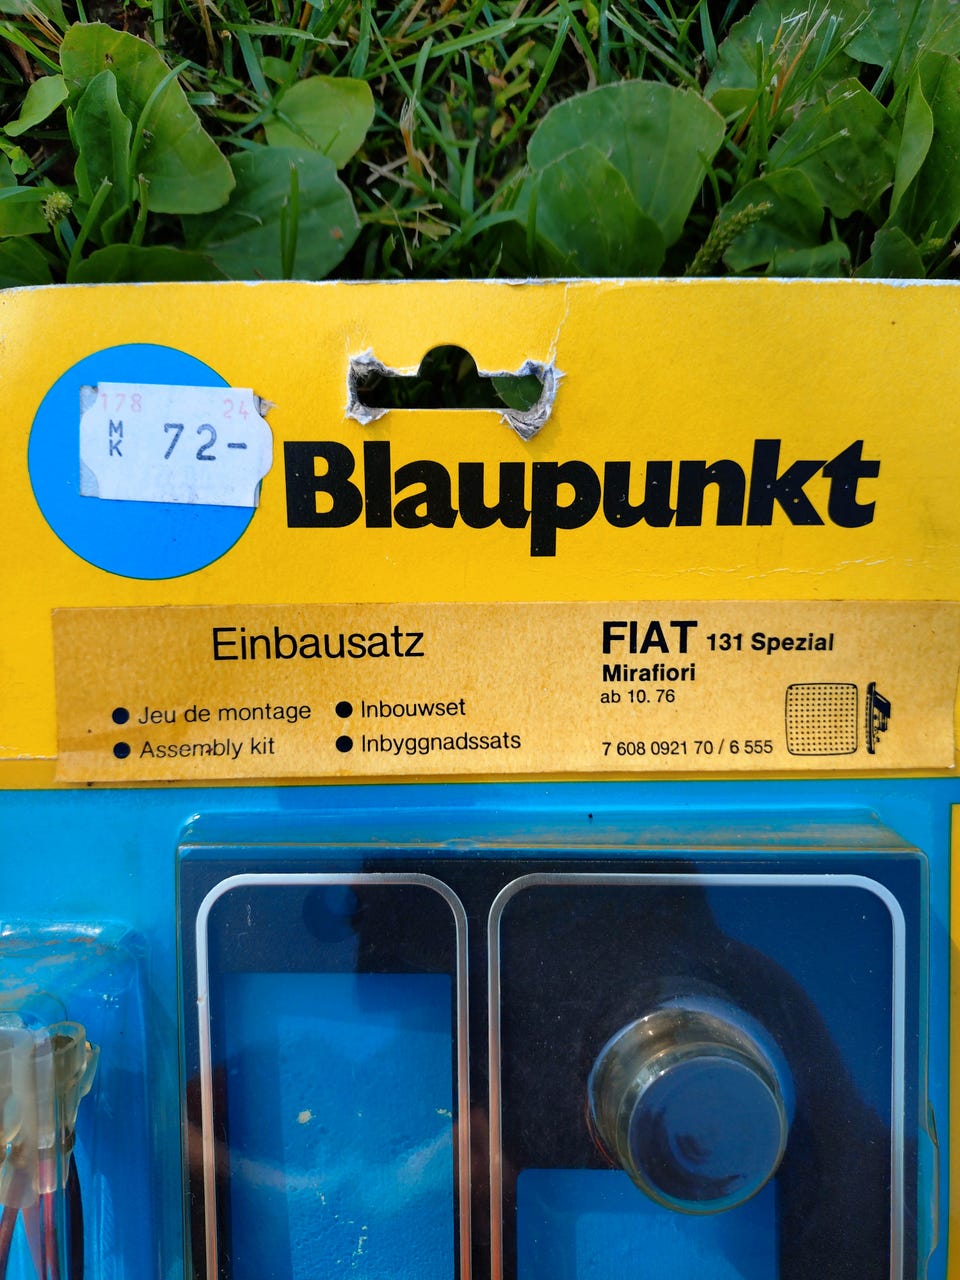 178 24
MK 72-
Blaupunkt
Einbausatz
● Jeu de montage ● Inbouwset
● Assembly kit ● Inbyggnadssats
FIAT 131 Spezial
Mirafiori
ab 10. 76
7 608 0921 70 / 6 555